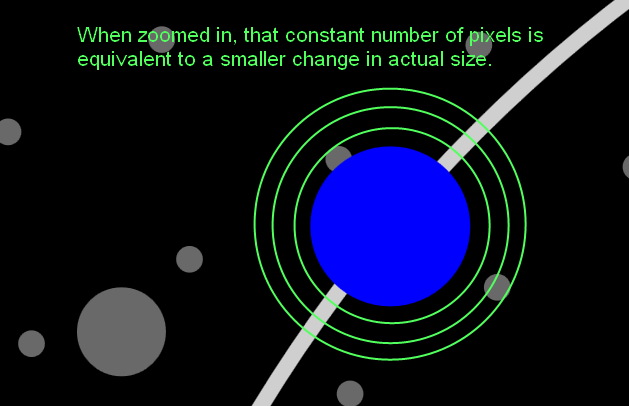 When zoomed in, that constant number of pixels is
equivalent to a smaller change in actual size.